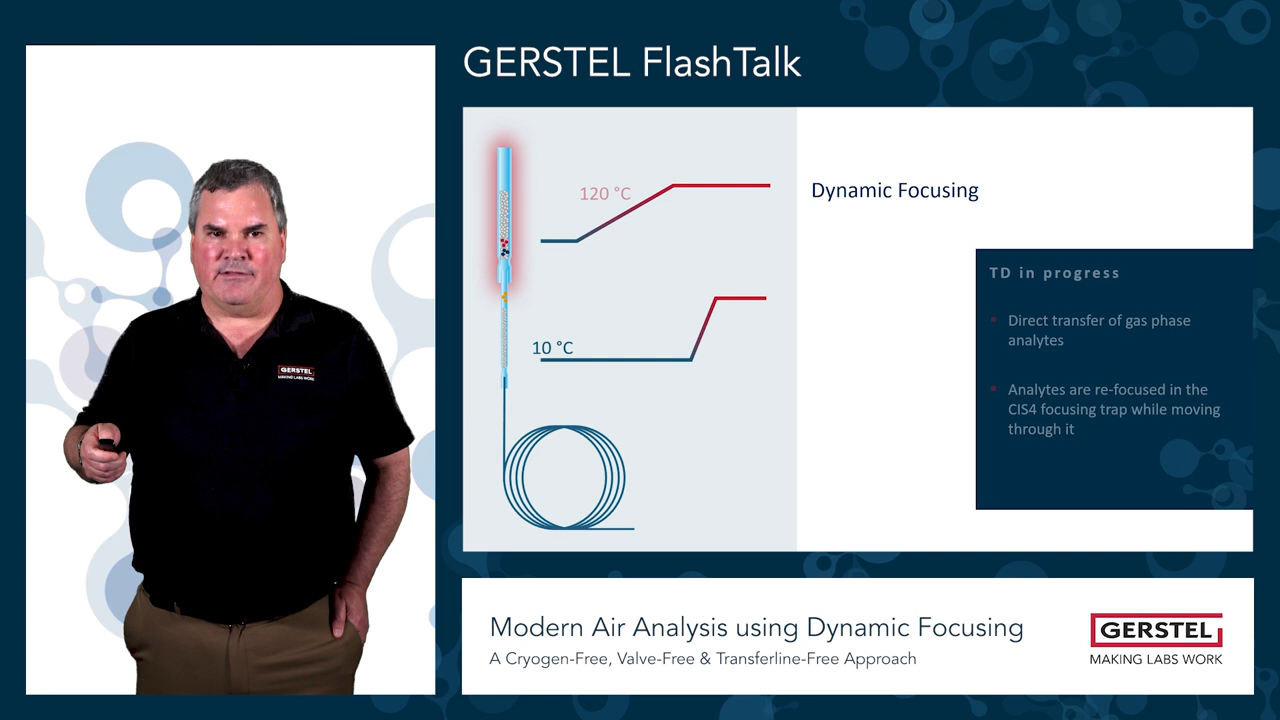 GERSTEL FlashTalk
120 °C
Dynamic Focusing
TD in progress
Direct transfer of gas phase
analytes
10 °C
Analytes are re-focused in the
CIS4 focusing trap while moving
through it
GERSTEL
MAKING LABS WORK
Modern Air Analysis using Dynamic Focusing
A Cryogen-Free, Valve-Free & Transferline-Free Approach
GERSTEL
MAKING LABS WORK